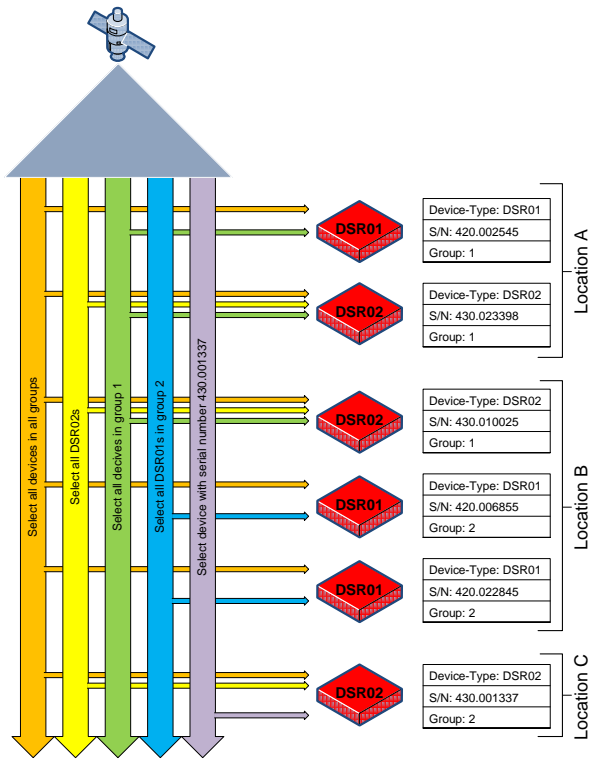 Select all devices in all groups
Select all DSR02s
Select all decives in group 1
Select all DSR01s in group 2
Select device with serial number 430.001337
DSR01
Device-Type: DSR01
S/N: 420.002545
Group: 1
DSR02
Device-Type: DSR02
S/N: 430.023398
Group: 1
Location A
DSR02
Device-Type: DSR02
S/N: 430.010025
Group: 1
DSR01
Device-Type: DSR01
S/N: 420.006855
Group: 2
DSR01
Device-Type: DSR01
S/N: 420.022845
Group: 2
Location B
DSR02
Device-Type: DSR02
S/N: 430.001337
Group: 2
Location C